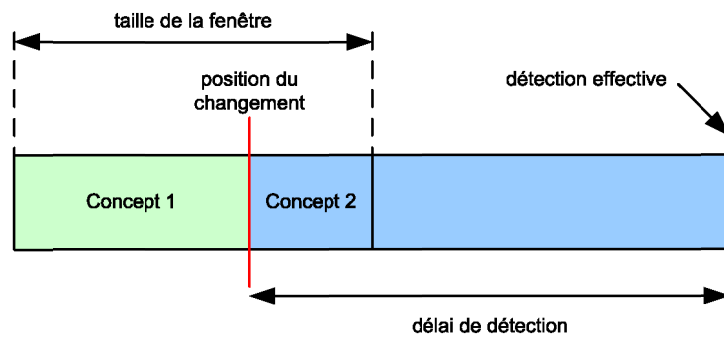 taille de la fenêtre
position du
changement
détection effective
Concept 1
Concept 2
délai de détection